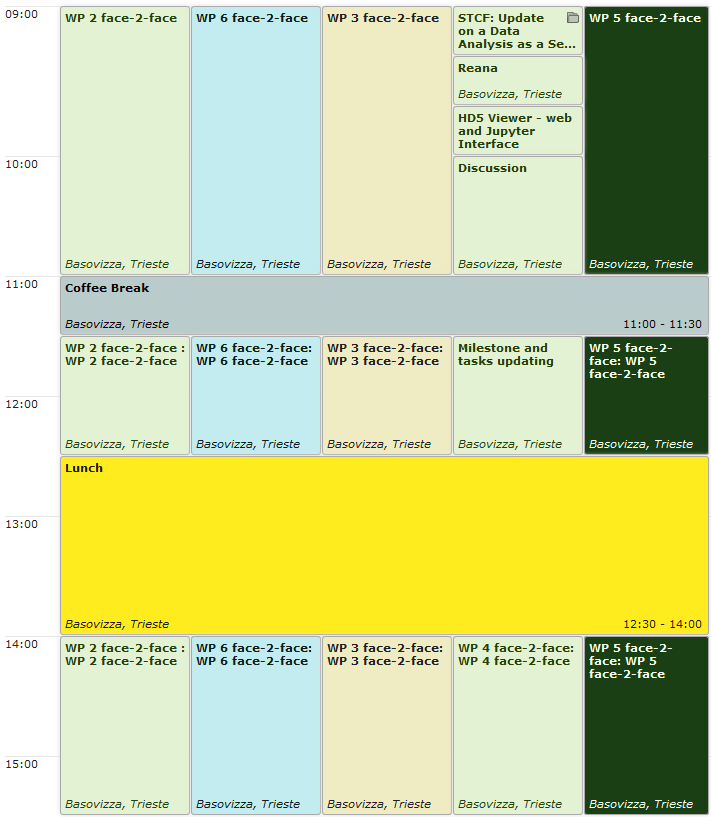 09:00
WP 2 face-2-face
Basovizza, Trieste
WP 6 face-2-face
Basovizza, Trieste
WP 3 face-2-face
Basovizza, Trieste
STCF: Update
on a Data
Analysis as a Se...
Reana
Basovizza, Trieste
HD5 Viewer - web
and Jupyter
Interface
10:00
Discussion
Basovizza, Trieste
WP 5 face-2-face
Basovizza, Trieste
11:00
Coffee Break
Basovizza, Trieste
11:00 - 11:30
WP 2 face-2-face :
WP 2 face-2-face
Basovizza, Trieste
WP 6 face-2-face:
WP 6 face-2-face
Basovizza, Trieste
WP 3 face-2-face:
WP 3 face-2-face
Basovizza, Trieste
Milestone and
tasks updating
Basovizza, Trieste
WP 5 face-2-
face: WP 5
face-2-face
Basovizza, Trieste
12:00
Lunch
13:00
Basovizza, Trieste
12:30 - 14:00
14:00
WP 2 face-2-face :
WP 2 face-2-face
Basovizza, Trieste
WP 6 face-2-face:
WP 6 face-2-face
Basovizza, Trieste
WP 3 face-2-face:
WP 3 face-2-face
Basovizza, Trieste
WP 4 face-2-face:
WP 4 face-2-face
Basovizza, Trieste
WP 5 face-2-
face: WP 5
face-2-face
Basovizza, Trieste
15:00